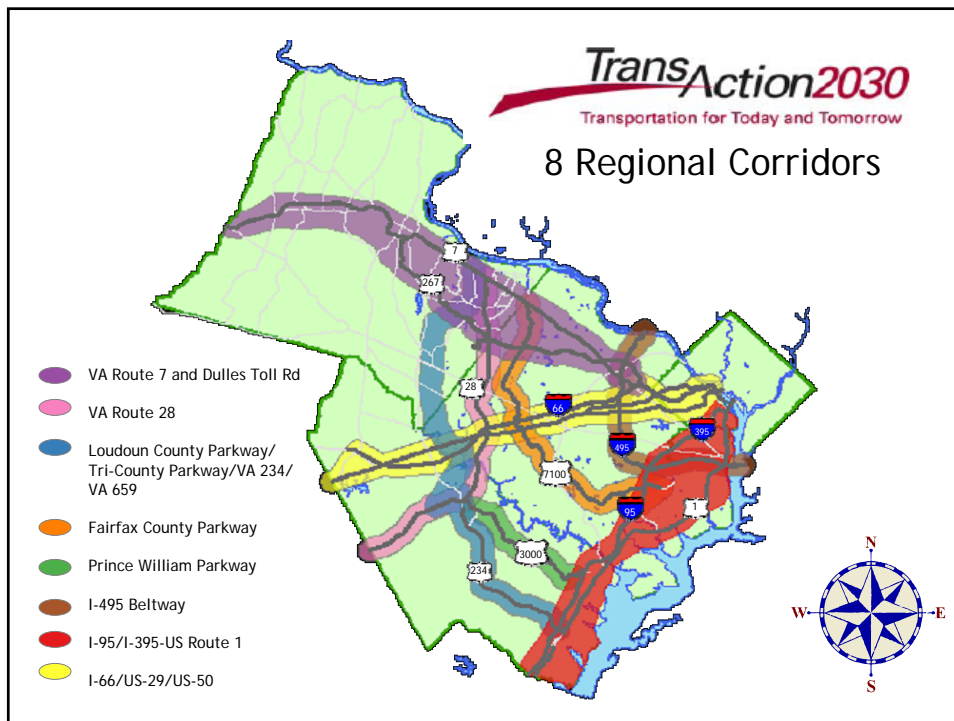 TransAction2030
Transportation for Today and Tomorrow
8 Regional Corridors
7
267
28
66
395
495
7100
95
1
3000
234
VA Route 7 and Dulles Toll Rd
VA Route 28
Loudoun County Parkway/
Tri-County Parkway/VA 234/
VA 659
Fairfax County Parkway
Prince William Parkway
I-495 Beltway
I-95/I-395-US Route 1
I-66/US-29/US-50
N
W
E
S